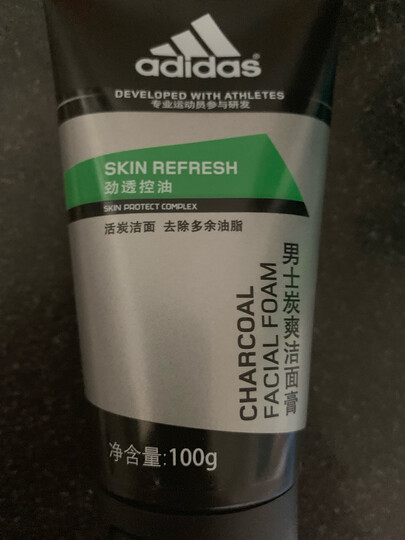 adidas
DEVELOPED WITH ATHLETES
专业运动员参与研发
SKIN REFRESH
劲透控油
SKIN PROTECT COMPLEX
活炭洁面 去除多余油脂
CHARCOAL
FACIAL FOAM
男士炭爽洁面膏
净含量:100g